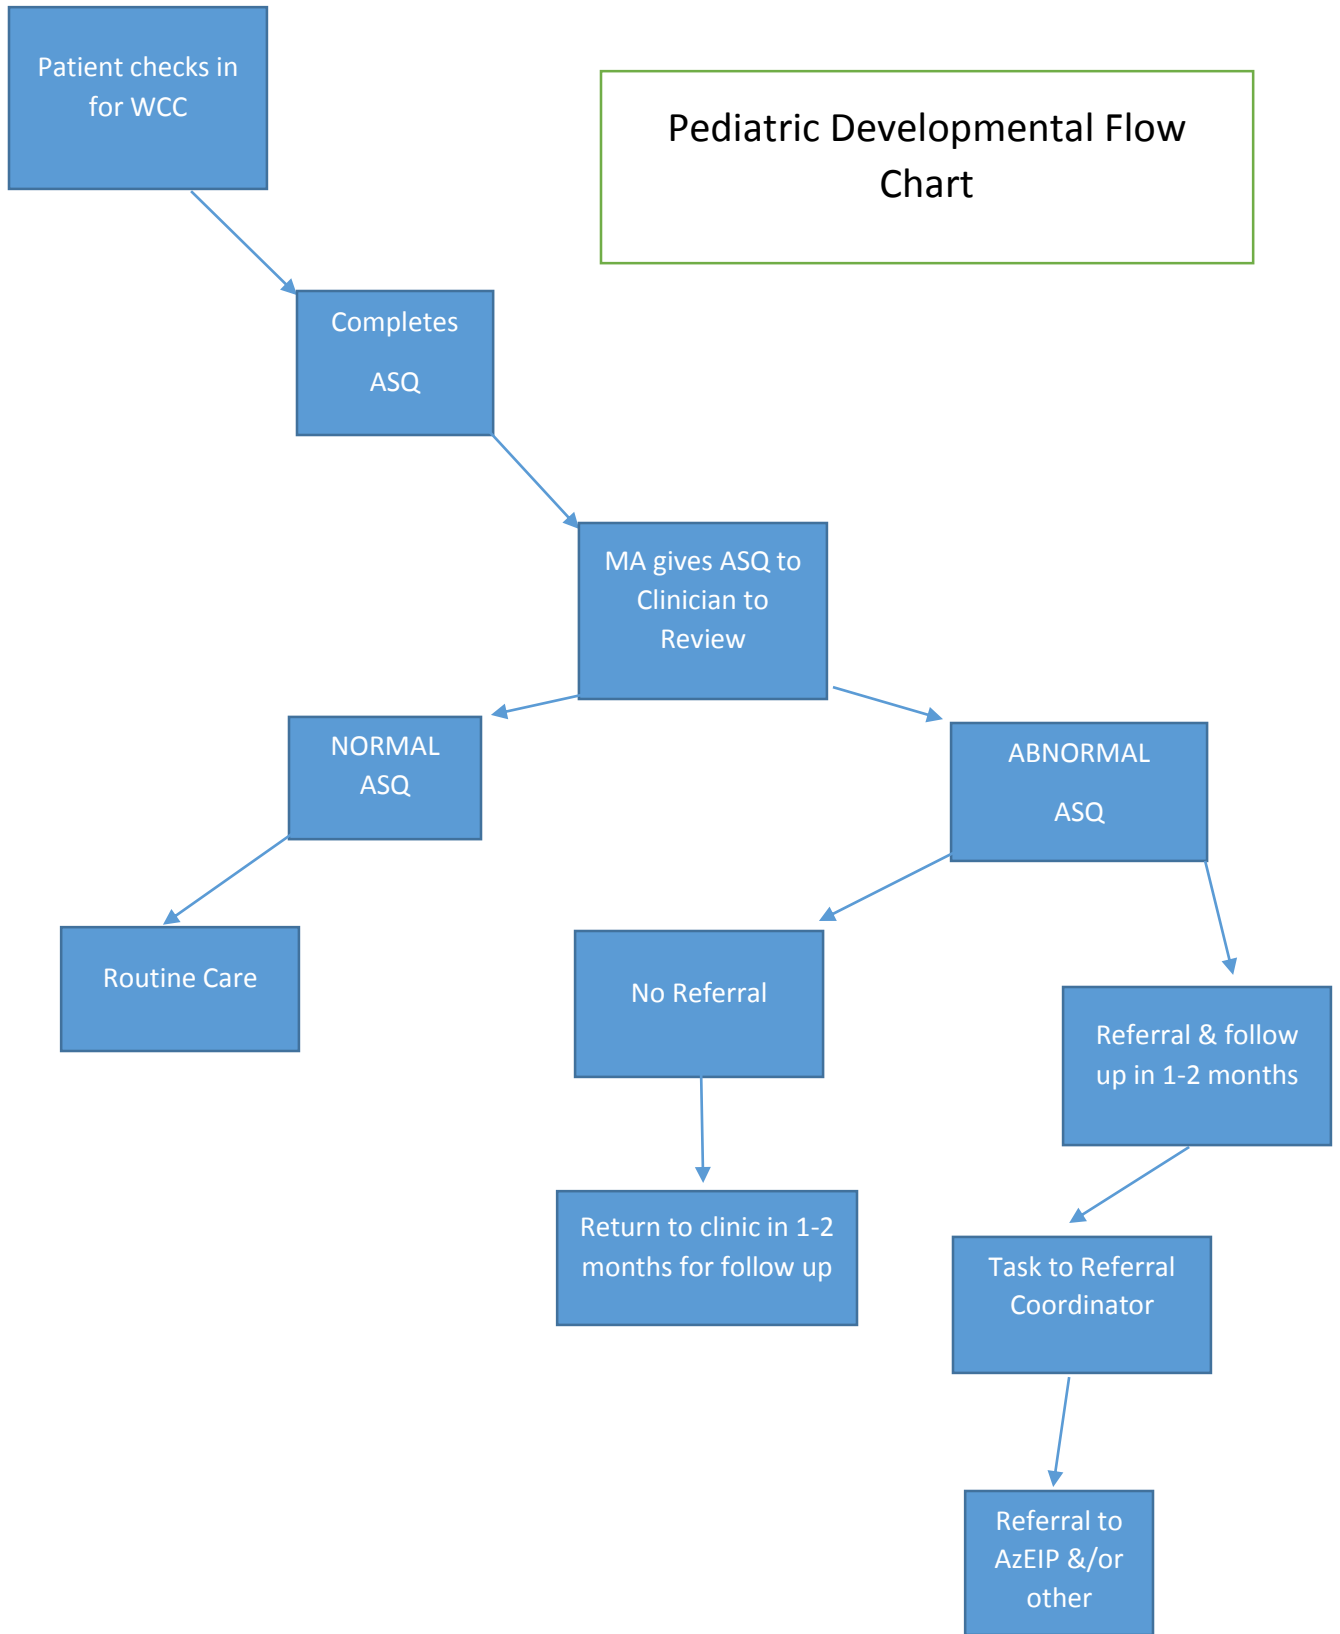 Patient checks in
for WCC
Pediatric Developmental Flow
Chart
Completes
ASQ
MA gives ASQ to
Clinician to
Review
NORMAL
ASQ
ABNORMAL
ASQ
Routine Care
No Referral
Referral & follow
up in 1-2 months
Return to clinic in 1-2
months for follow up
Task to Referral
Coordinator
Referral to
AzEIP &/or
other